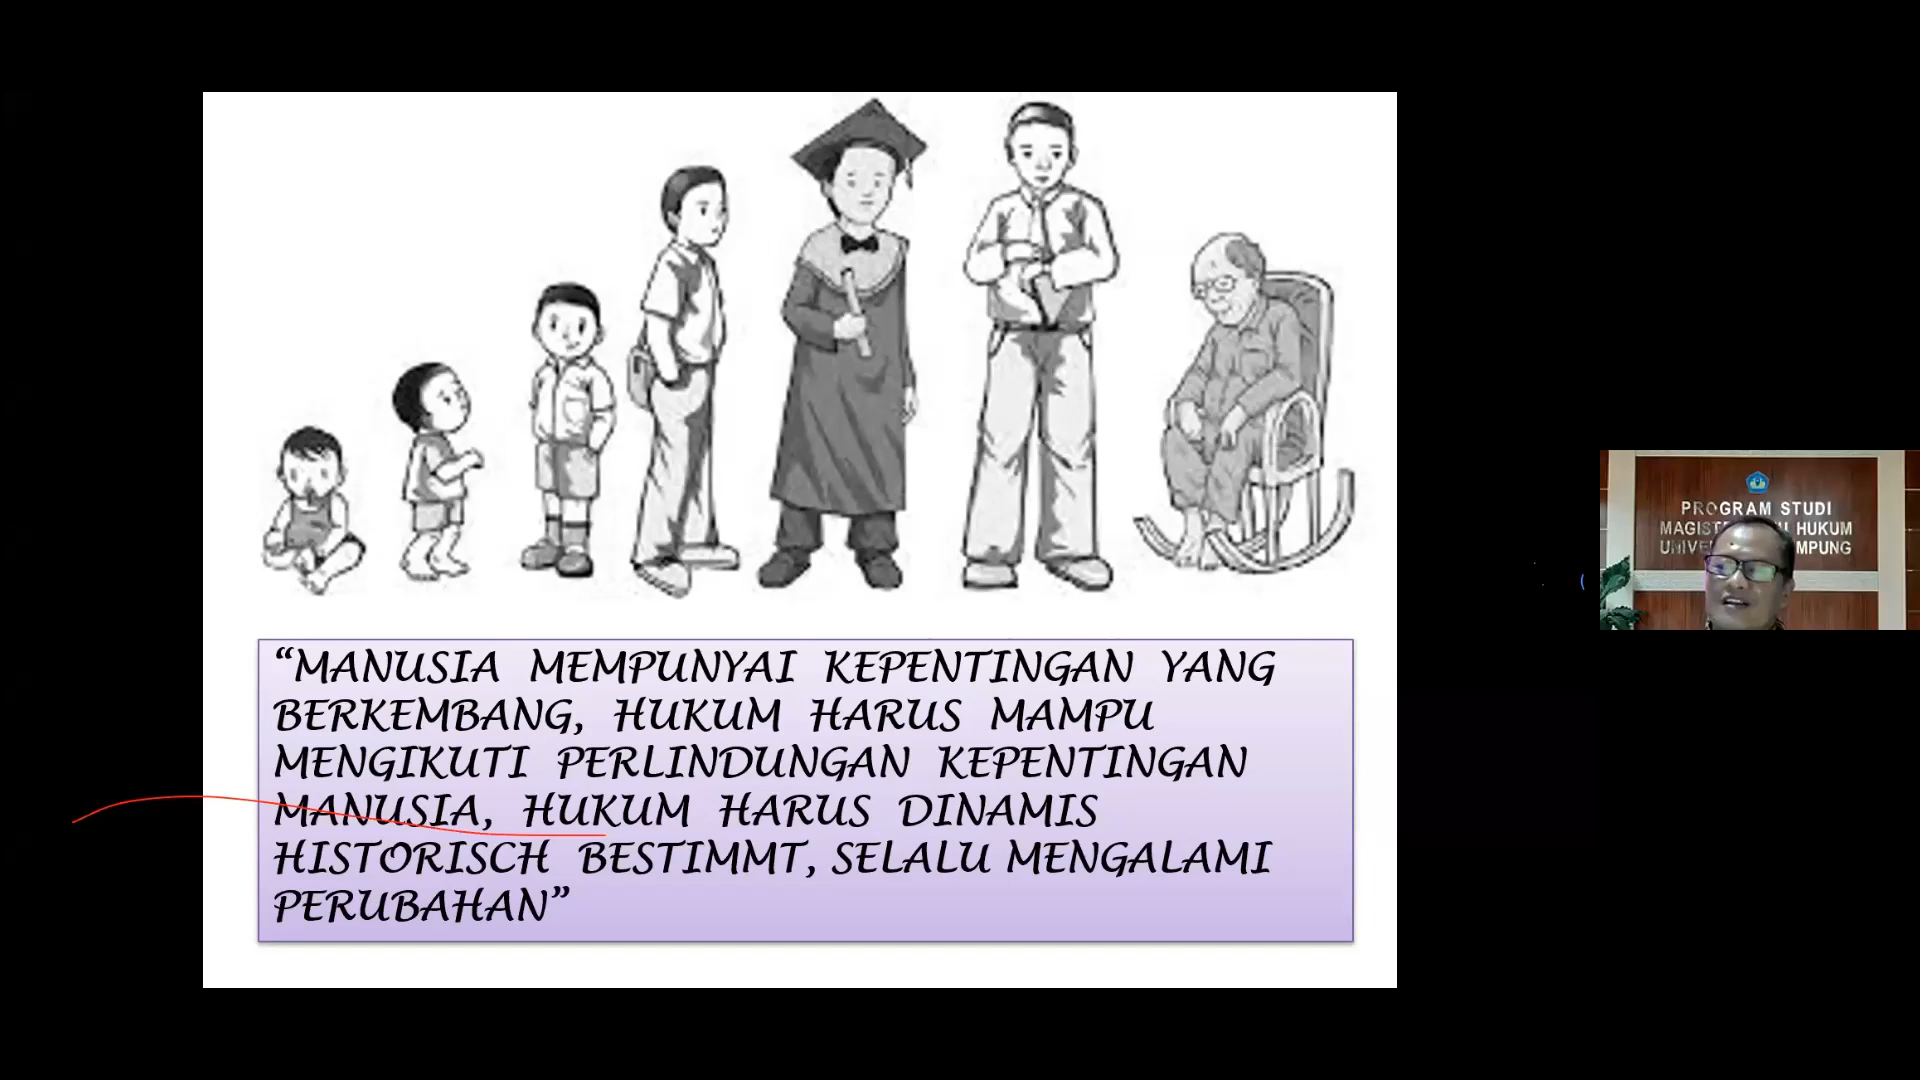 “MANUSIA MEMPUNYAI KEPENTINGAN YANG
BERKEMBANG, HUKUM HARUS MAMPU
MENGIKUTI PERLINDUNGAN KEPENTINGAN
MANUSIA, HUKUM HARUS DINAMIS
HISTORISCH BESTIMMT, SELALU MENGALAMI
PERUBAHAN”
PROGRAM STUDI
HUKUM